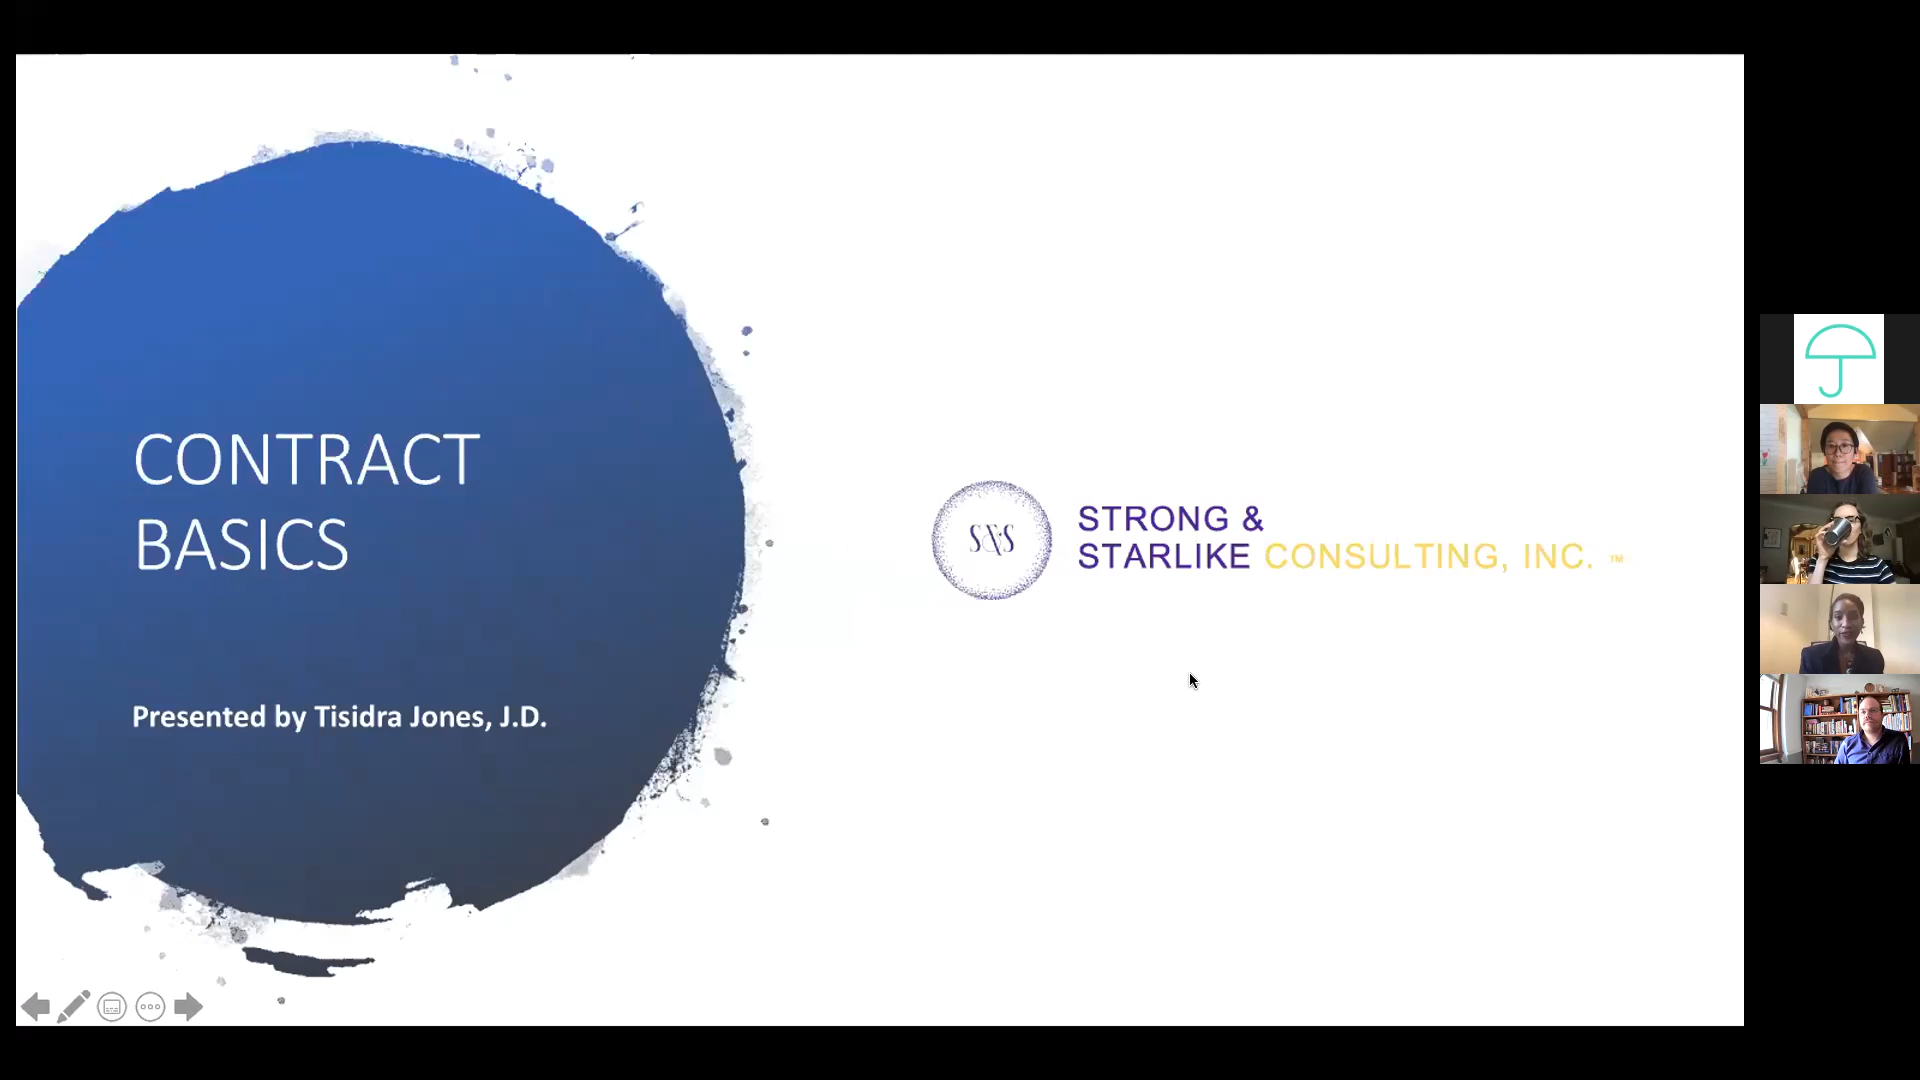 CONTRACT
BASICS
Presented by Tisidra Jones, J.D.
S&S
STRONG &
STARLIKE CONSULTING, INC. ™